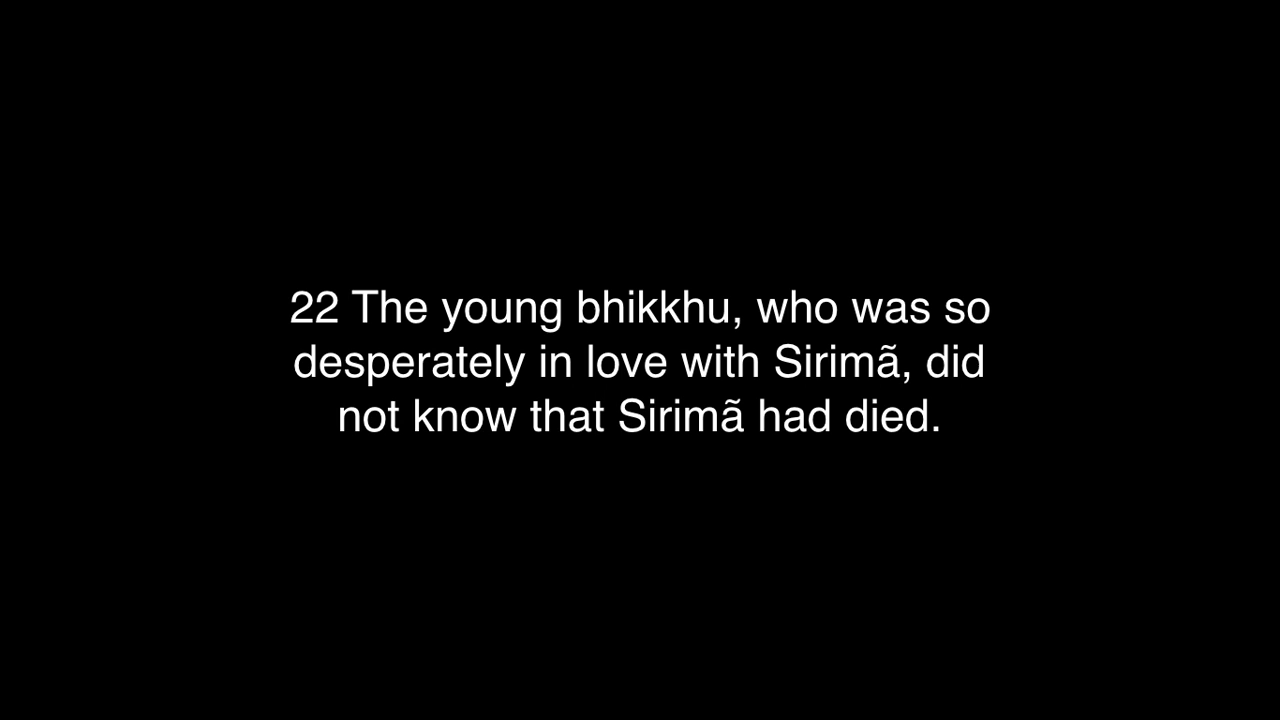 22 The young bhikkhu, who was so
desperately in love with Sirimã, did
not know that Sirimã had died.